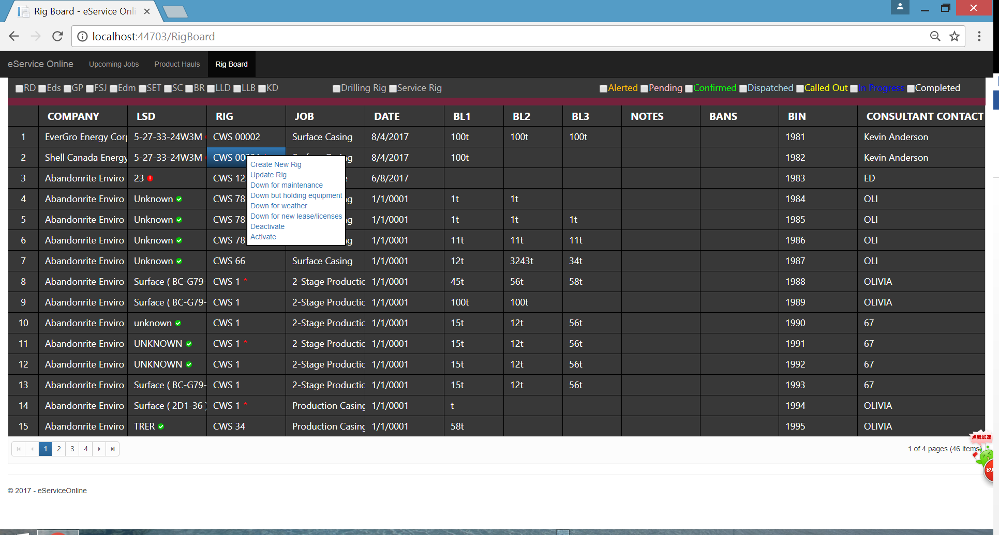 Rig Board - eService Onli
localhost:44703/RigBoard
eService Online Upcoming Jobs Product Hauls Rig Board
RD Eds GP FSJ Edm SET SC BR LLD LLB KD Drilling Rig Service Rig Alerted Pending Confirmed Dispatched Called Out In Progress Completed
COMPANY LSD RIG JOB DATE BL1 BL2 BL3 NOTES BANS BIN CONSULTANT CONTACT
1 EverGro Energy Corp 5-27-33-24W3M CWS 00002 Surface Casing 8/4/2017 100t 100t 100t 1981 Kevin Anderson
2 Shell Canada Energy 5-27-33-24W3M CWS 8/4/2017 100t 1982 Kevin Anderson
3 Abandonrite Enviro 23 CWS 6/8/2017 1983 ED
4 Abandonrite Enviro Unknown CWS 78 1/1/0001 1t 1t 1984 OLI
5 Abandonrite Enviro Unknown CWS 78 1/1/0001 1t 1t 1t 1985 OLI
6 Abandonrite Enviro Unknown CWS 78 1/1/0001 11t 11t 11t 1986 OLI
Create New Rig
Update Rig
Down for maintenance
Down but holding equipment
Down for weather
Down for new lease/licenses
Deactivate
Activate
7 Abandonrite Enviro Unknown CWS 66 Surface Casing 1/1/0001 12t 3243t 34t 1987 OLI
8 Abandonrite Enviro Surface ( BC-G79- CWS 1 * 2-Stage Productic 1/1/0001 45t 56t 58t 1988 OLIVIA
9 Abandonrite Enviro Surface ( BC-G79- CWS 1 2-Stage Productic 1/1/0001 100t 100t 1989 OLIVIA
10 Abandonrite Enviro unknown CWS 1 2-Stage Productic 1/1/0001 15t 12t 56t 1990 67
11 Abandonrite Enviro UNKNOWN CWS 1 * 2-Stage Productic 1/1/0001 15t 12t 56t 1991 67
12 Abandonrite Enviro UNKNOWN CWS 1 2-Stage Productic 1/1/0001 15t 12t 56t 1992 67
13 Abandonrite Enviro Surface ( BC-G79- CWS 1 2-Stage Productic 1/1/0001 15t 12t 56t 1993 67
14 Abandonrite Enviro Surface ( 2D1-36 ) CWS 1 * Production Casing 1/1/0001 t 1994 OLIVIA
15 Abandonrite Enviro TRER CWS 34 Production Casing 1/1/0001 58t 1995 OLIVIA
点我加速
1 2 3 4 1 of 4 pages (46 items)
89
© 2017 - eServiceOnline